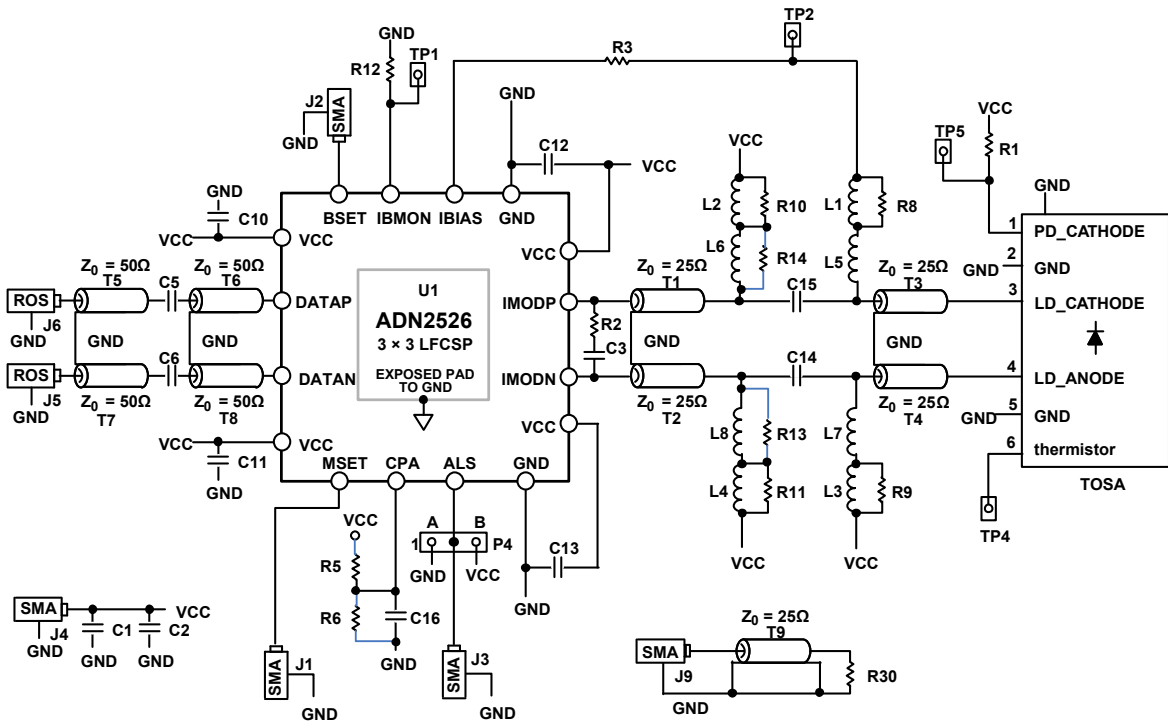 TP2
GND
R12
TP1
R3
J2
SMA
GND
GND
C12
VCC
VCC
TP5
VCC
R1
GND
GND
C10
VCC
VCC
BSET
IBMON
IBIAS
GND
VCC
L2
R10
L6
R14
L1
R8
L5
1
PD_CATHODE
2
GND
GND
3
LD_CATHODE
4
LD_ANODE
5
GND
GND
6
thermistor
TOSA
TP4
Z0 = 50Ω
T5
C5
Z0 = 50Ω
T6
ROS
J6
GND
GND
GND
DATAP
U1
ADN2526
3 × 3 LFCSP
EXPOSED PAD
TO GND
IMODP
R2
C3
IMODN
Z0 = 25Ω
T1
GND
C15
Z0 = 25Ω
T3
GND
ROS
J5
GND
C6
DATAN
Z0 = 50Ω
T7
Z0 = 50Ω
T8
Z0 = 25Ω
T2
C14
Z0 = 25Ω
T4
VCC
VCC
C11
GND
VCC
MSET
CPA
ALS
GND
L8
R13
L4
R11
VCC
L7
L3
R9
VCC
VCC
R5
R6
C16
GND
A
B
1
P4
GND
VCC
C13
GND
SMA
J4
GND
C1
GND
C2
GND
VCC
SMA
J1
GND
SMA
J3
GND
Z0 = 25Ω
T9
SMA
J9
GND
R30